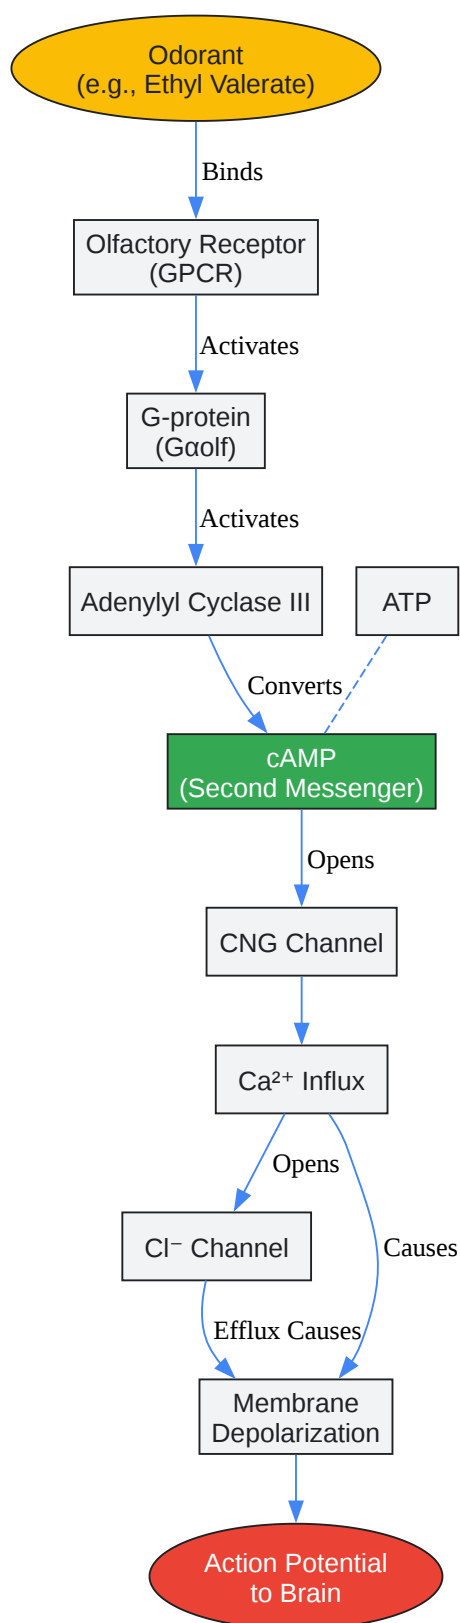 Odorant
(e.g., Ethyl Valerate)
Binds
Olfactory Receptor
(GPCR)
Activates
G-protein
(Gαolf)
Activates
Adenylyl Cyclase III
ATP
Converts
cAMP
(Second Messenger)
Opens
CNG Channel
Ca²⁺ Influx
Opens
Cl⁻ Channel
Causes
Efflux Causes
Membrane
Depolarization
Action Potential
to Brain